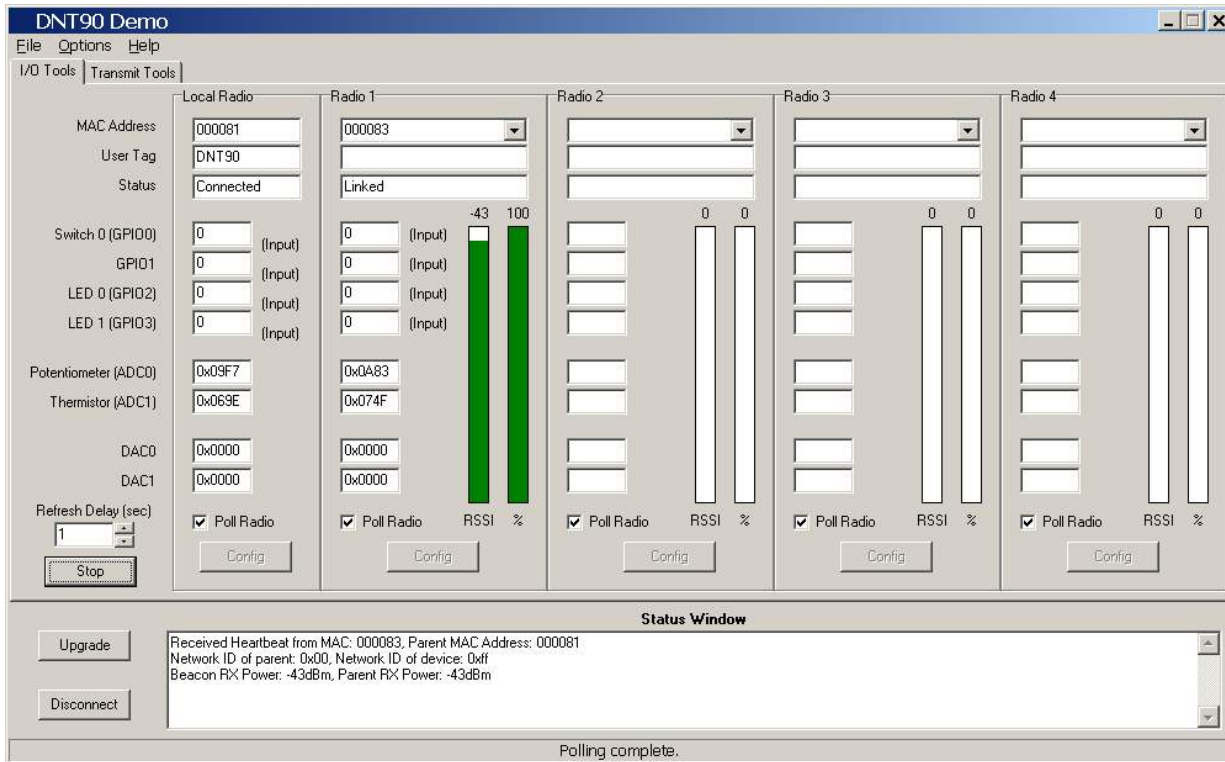 DNT90 Demo
File Options Help
I/O Tools Transmit Tools
Local Radio Radio 1 Radio 2 Radio 3 Radio 4
MAC Address 000081 000083
User Tag DNT90
Status Connected Linked
-43 100 0 0 0 0 0 0
Switch 0 (GPIO0) 0 (Input) 0 (Input)
GPIO1 0 (Input) 0 (Input)
LED 0 (GPIO2) 0 (Input) 0 (Input)
LED 1 (GPIO3) 0 (Input) 0 (Input)
Potentiometer (ADC0) 0x09F7 0x0A83
Thermistor (ADC1) 0x069E 0x074F
DAC0 0x0000 0x0000
DAC1 0x0000 0x0000
Refresh Delay (sec)
1
Poll Radio Poll Radio RSSI % Poll Radio RSSI % Poll Radio RSSI % Poll Radio RSSI %
Stop Config Config Config Config Config
Status Window
Upgrade
Disconnect
Received Heartbeat from MAC: 000083, Parent MAC Address: 000081
Network ID of parent: 0x00, Network ID of device: 0xff
Beacon RX Power: -43dBm, Parent RX Power: -43dBm
Polling complete.